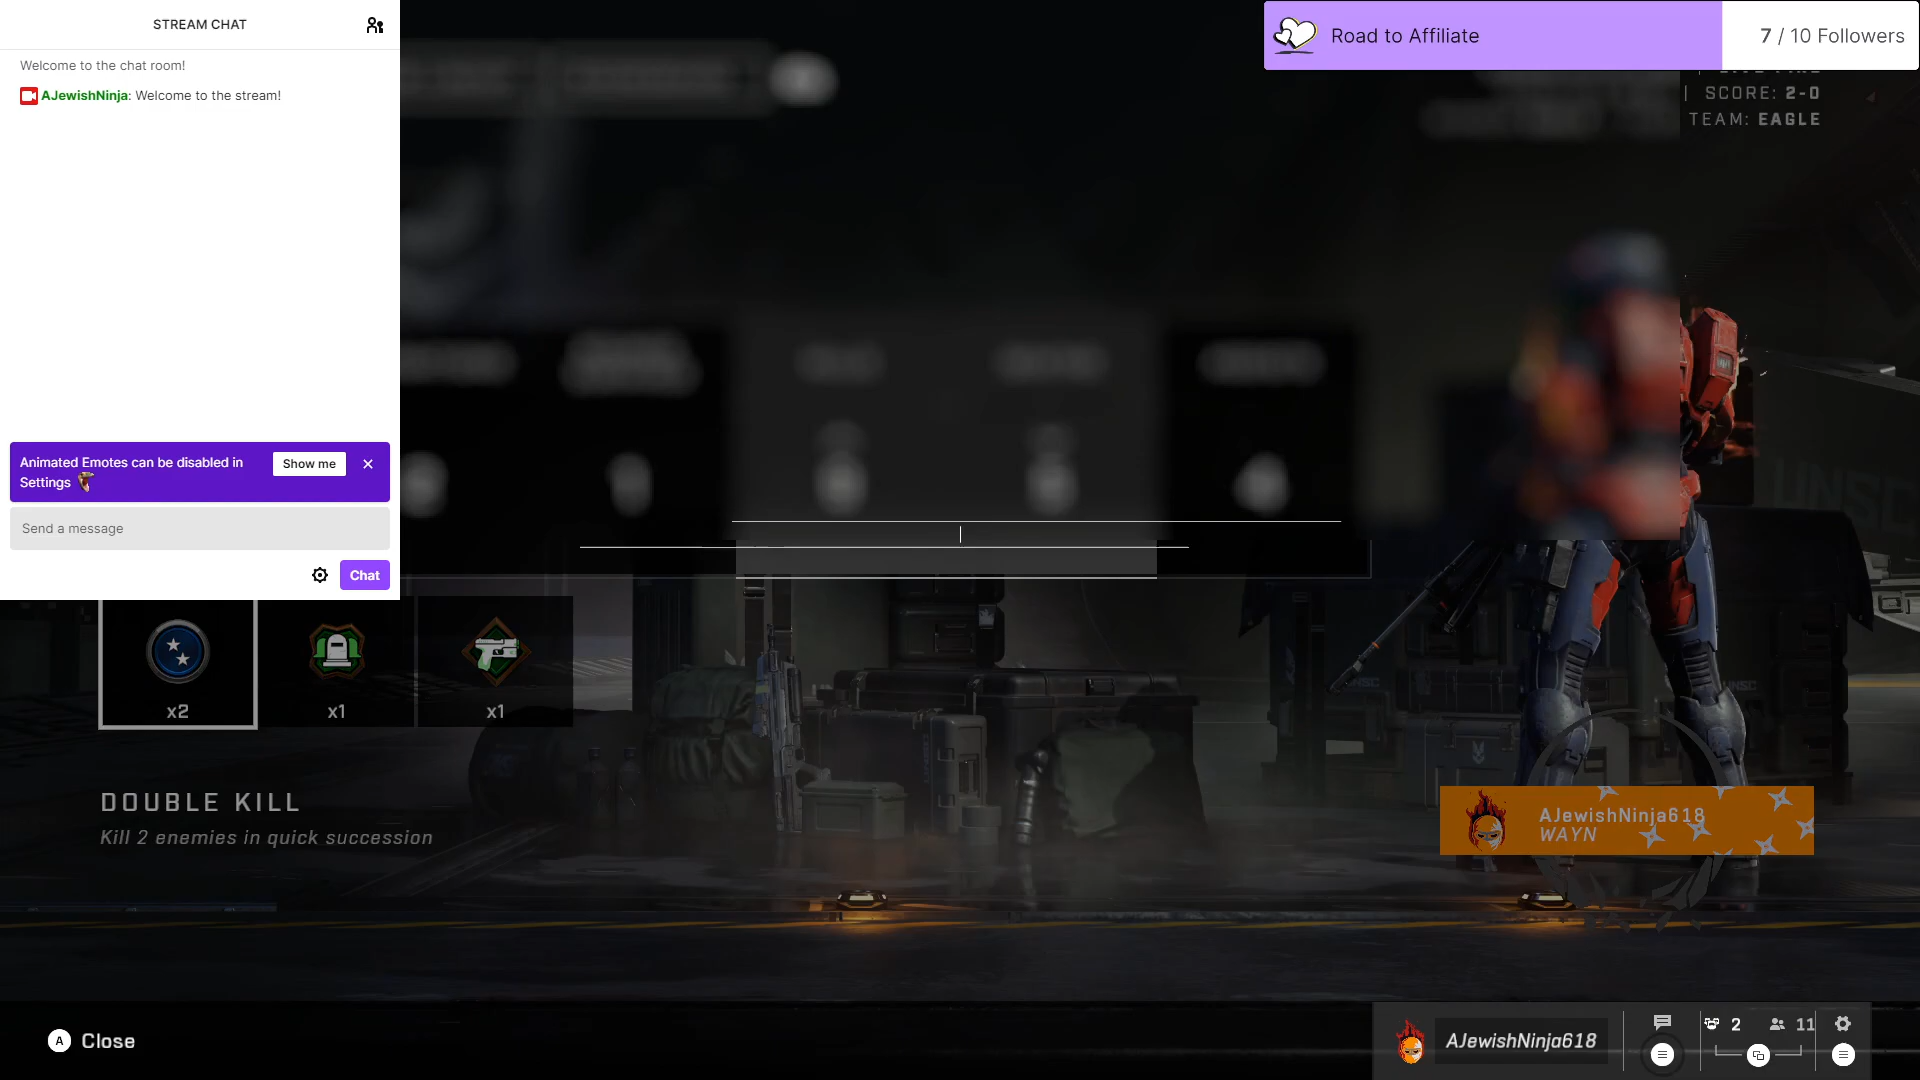 STREAM CHAT
Welcome to the chat room!
AJewishNinja: Welcome to the stream!
Animated Emotes can be disabled in
Settings
Show me
Send a message
Chat
Road to Affiliate
7 / 10 Followers
SCORE: 2-0
TEAM: EAGLE
UNSC
x2
x1
x1
DOUBLE KILL
Kill 2 enemies in quick succession
AJewishNinja618
WAYN
A Close
AJewishNinja618
2
11